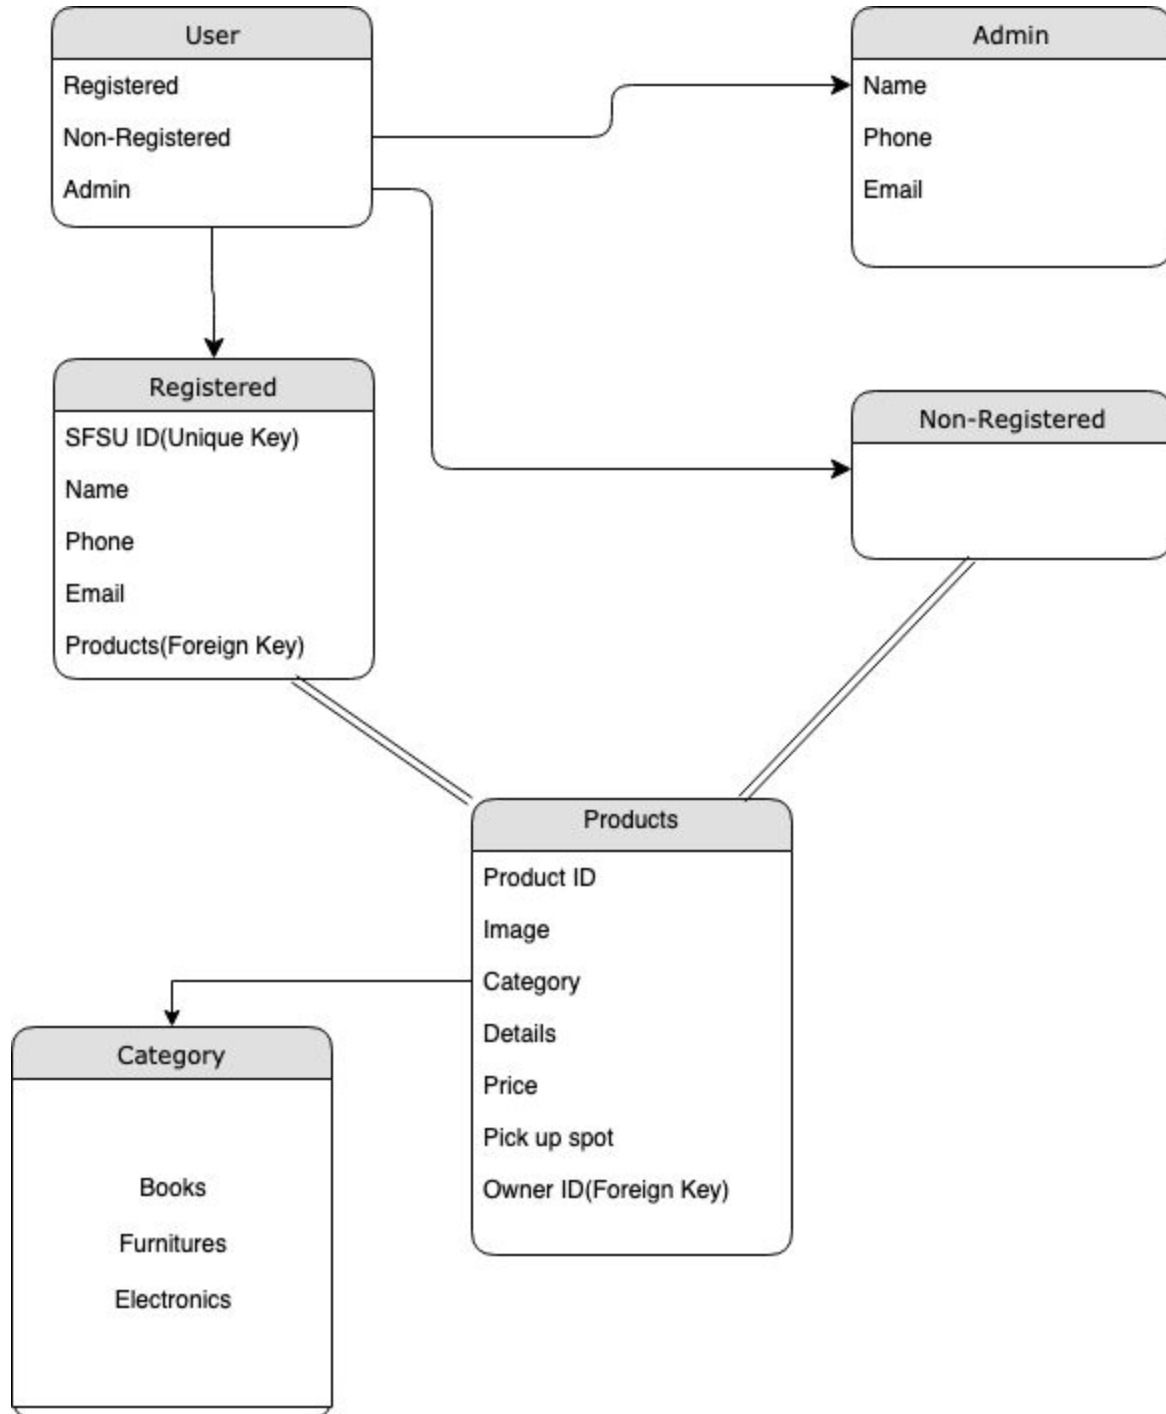 User
Registered
Non-Registered
Admin
Admin
Name
Phone
Email
Registered
SFSU ID(Unique Key)
Name
Phone
Email
Products(Foreign Key)
Non-Registered
Products
Product ID
Image
Category
Details
Price
Pick up spot
Owner ID(Foreign Key)
Category
Books
Furnitures
Electronics